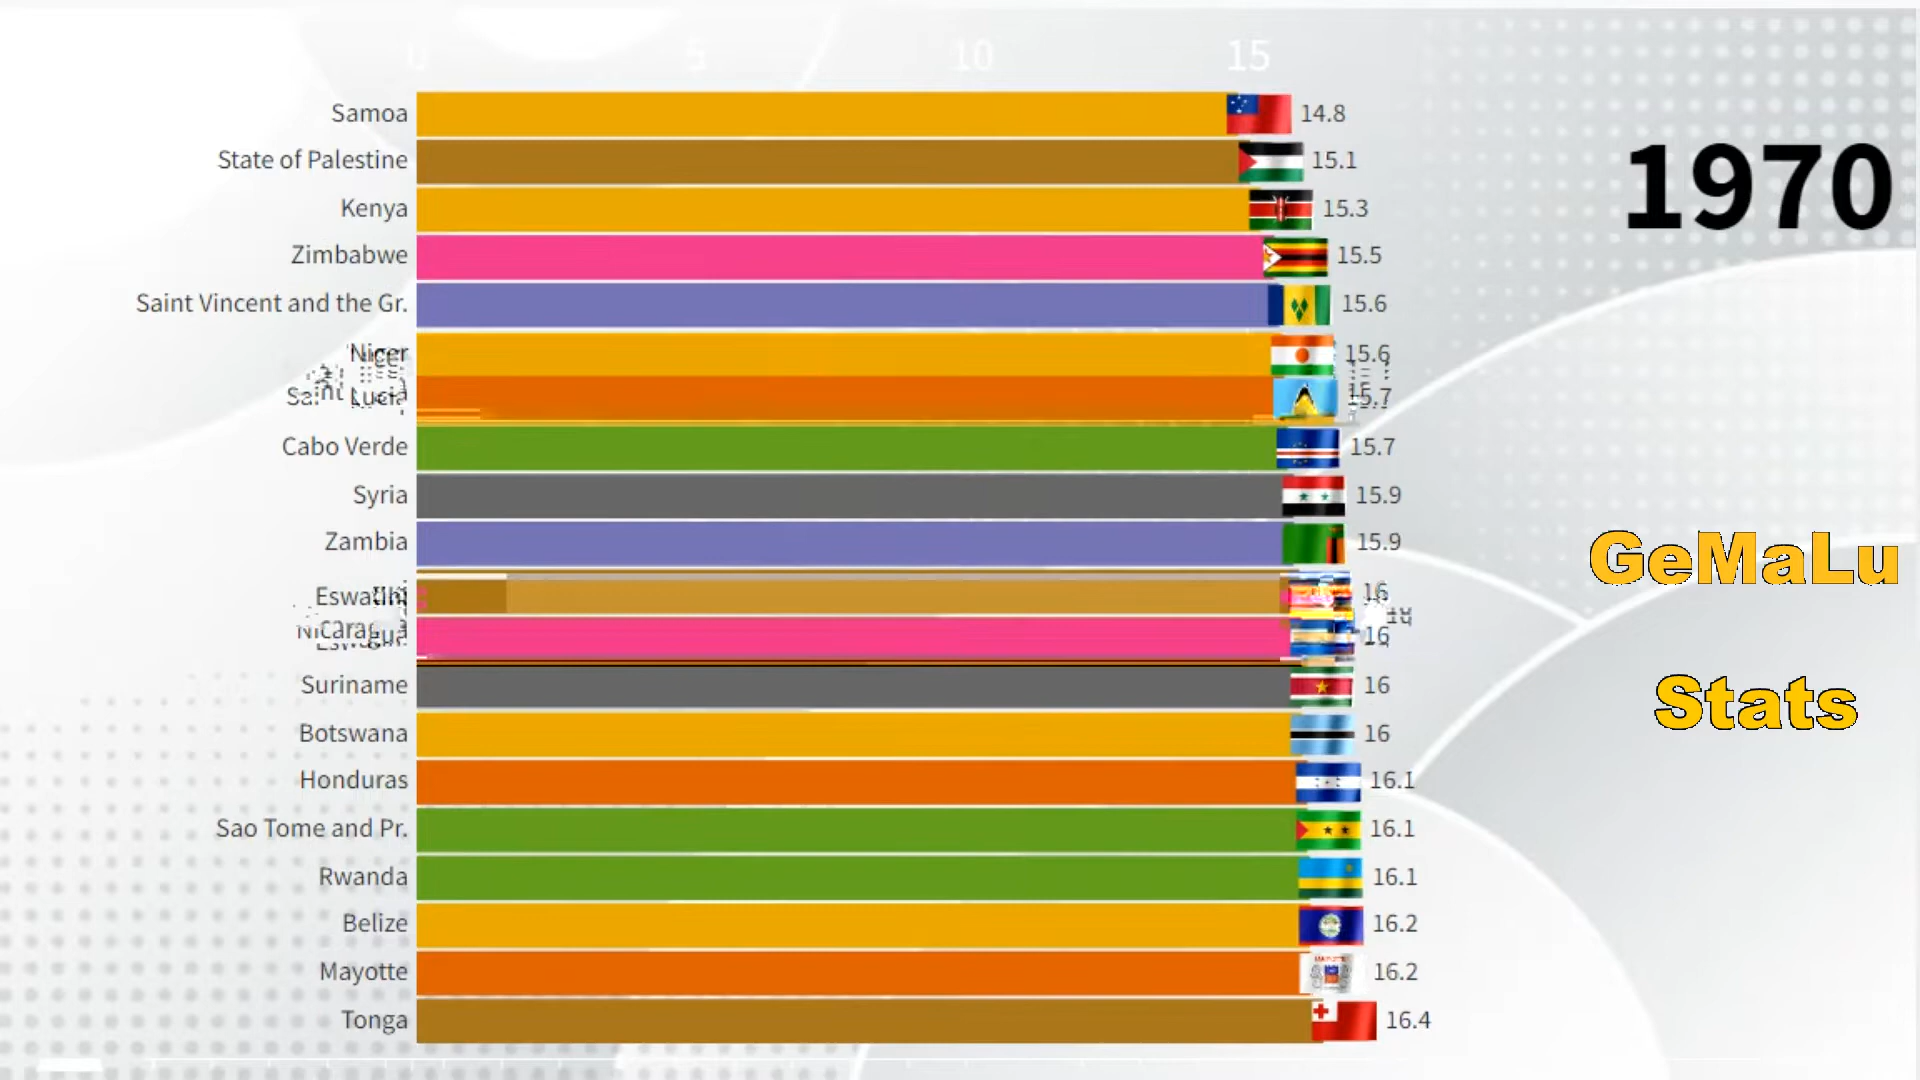 0 5 10 15
Samoa 14.8
State of Palestine 15.1
Kenya 15.3
Zimbabwe 15.5
Saint Vincent and the Gr. 15.6
Niger 15.6
Saint Lucia 15.7
Cabo Verde 15.7
Syria 15.9
Zambia 15.9
16
Nicaragua 16
Suriname 16
Botswana 16
Honduras 16.1
Sao Tome and Pr. 16.1
Rwanda 16.1
Belize 16.2
Mayotte 16.2
Tonga 16.4
1970
GeMaLu
Stats